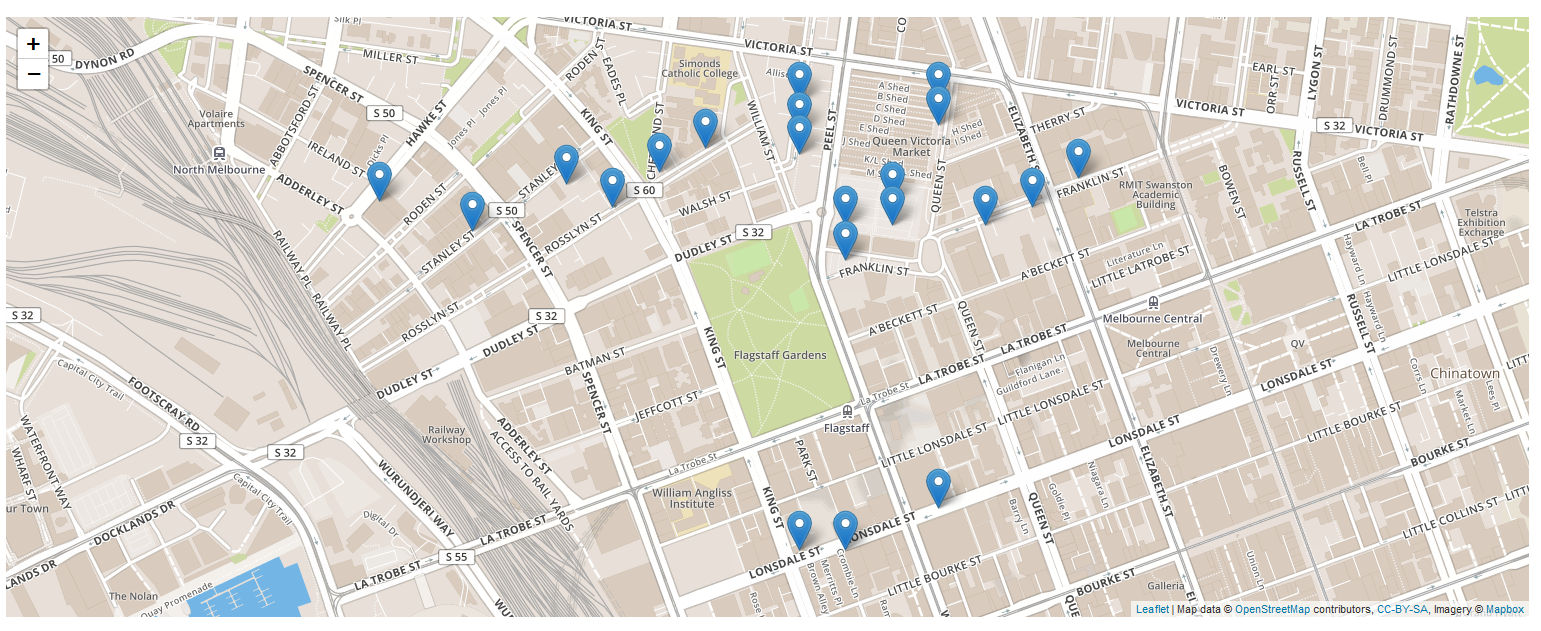 +
−
50
DYNON RD
Silk Pl
MILLER ST
SPENCER ST
S 50
HAWKE ST
Volaire
Apartments
ABBOTSFORD ST
IRELAND ST
Dicks Pl
Jones Pl
Jones Pl
North Melbourne
ADDERLEY ST
RODEN ST
STANLEY ST
S 50
STANLEY
ROSSLYN ST
SPENCER ST
RODEN ST
EADES PL
KING ST
VICTORIA ST
VICTORIA ST
Simonds
Catholic College
WILLIAM ST
S 60
WALSH ST
DUDLEY ST
S 32
PEEL ST
A Shed
B Shed
C Shed
D Shed
E Shed
J Shed
H Shed
I Shed
K/L Shed
Queen Victoria
Market
QUEEN ST
FRANKLIN ST
ELIZABETH ST
THERRY ST
FRANKLIN ST
VICTORIA ST
EARL ST
ORR ST
LYGON ST
DRUMMOND ST
RATHDOWNE ST
S 32
VICTORIA ST
RMIT Swanston
Academic
Building
BOWEN ST
RUSSELL ST
Bell Pl
LA TROBE ST
Telstra
Exhibition
Exchange
Literature Ln
LITTLE LATROBE ST
A'BECKETT ST
A'BECKETT ST
QUEEN ST
Hayward Ln
Hayward Ln
LITTLE LONSDALE ST
RAILWAY PL
RAILWAY PL
ROSSLYN ST
S 32
S 32
DUDLEY ST
DUDLEY ST
BATMAN ST
SPENCER ST
JEFFCOTT ST
KING ST
Flagstaff Gardens
Melbourne Central
Melbourne
Central
LA TROBE ST
LA TROBE ST
Flanigan Ln
Guildford Lane
La Trobe St
Flagstaff
LITTLE LONSDALE ST
LITTLE LONSDALE ST
Drewery Ln
QV
RUSSELL ST
LONSDALE ST
Corrs Ln
Chinatown
Lees Pl
Market Ln
LITTLE BOURKE ST
BOURKE ST
Capital City Trail
FOOTSCRAY RD
WATERFRONT WAY
WHARF ST
ur Town
S 32
S 32
Railway
Workshop
ADDERLEY ST
ACCESS TO RAIL YARDS
WURUNDJERI WAY
Capital City Trail
DOCKLANDS DR
LANDS DR
Digital Dr
LA TROBE ST
S 55
LA TROBE ST
The Nolan
Quay Promenade
La Trobe St
William Angliss
Institute
KING ST
PARK ST
LONSDALE ST
LONSDALE ST
Merritts Pl
Brown Alley
Crombie Ln
LITTLE BOURKE ST
Barry Ln
QUEEN ST
Goldie Pl
Niagara Ln
ELIZABETH ST
LONSDALE ST
BOURKE ST
Galleria
Union Ln
LITTLE COLLINS ST
Leaflet | Map data © OpenStreetMap contributors, CC-BY-SA, Imagery © Mapbox